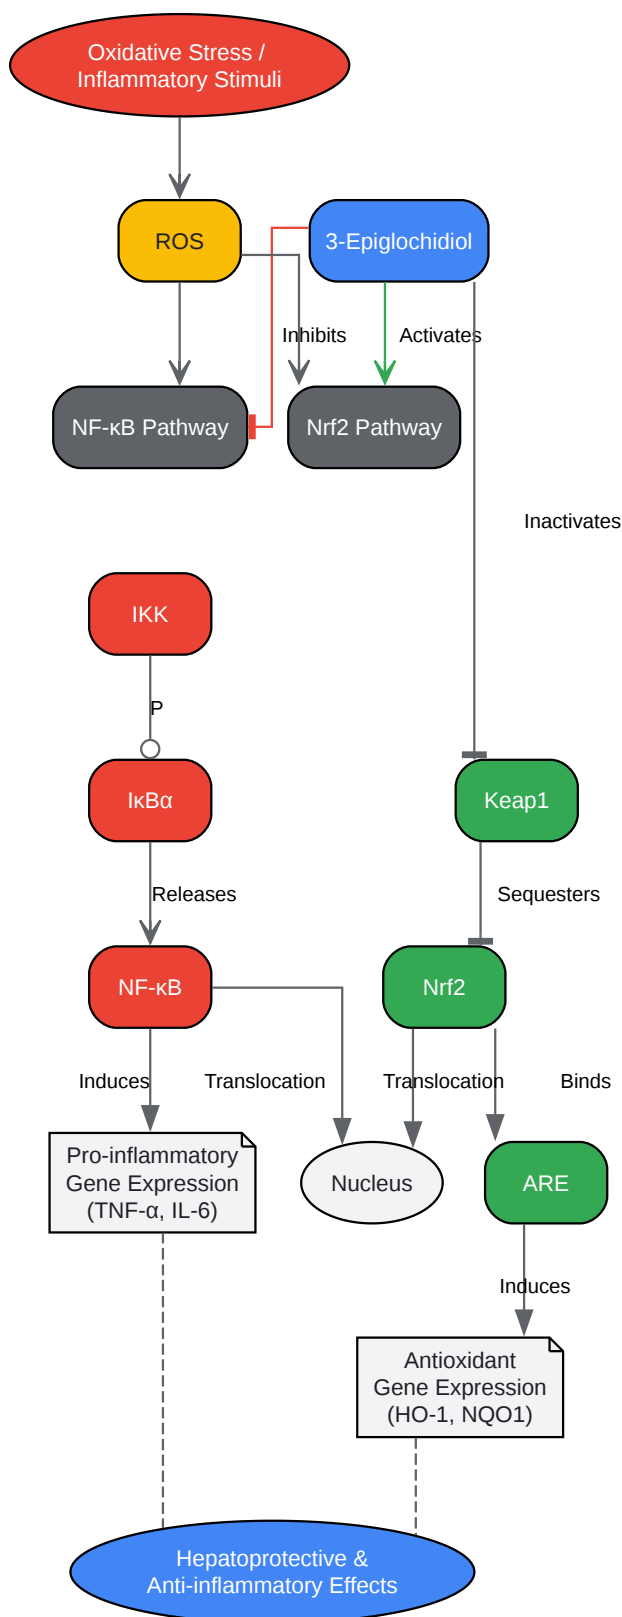 Oxidative Stress /
Inflammatory Stimuli
ROS
3-Epiglochidiol
Inhibits
Activates
NF-κB Pathway
Nrf2 Pathway
Inactivates
IKK
P
IκBα
Keap1
Releases
Sequesters
NF-κB
Nrf2
Induces
Translocation
Translocation
Binds
Pro-inflammatory
Gene Expression
(TNF-α, IL-6)
Nucleus
ARE
Induces
Antioxidant
Gene Expression
(HO-1, NQO1)
Hepatoprotective &
Anti-inflammatory Effects